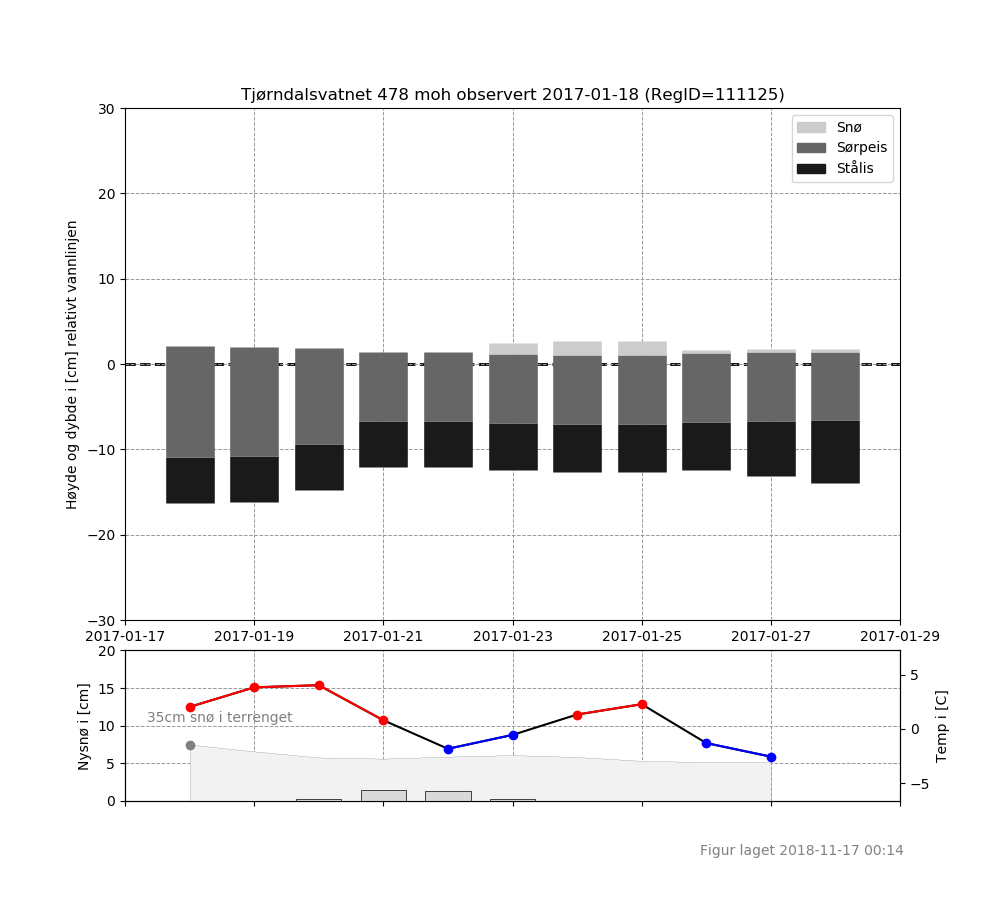 Tjørndalsvatnet 478 moh observert 2017-01-18 (RegID=111125)
Snø
Sørpeis
Stålis
Høyde og dybde i [cm] relativt vannlinjen
30
20
10
0
−10
−20
−30
2017-01-17 2017-01-19 2017-01-21 2017-01-23 2017-01-25 2017-01-27 2017-01-29
Nysnø i [cm]
20
15
10
5
0
35cm snø i terrenget
5
0
−5
Temp i [C]
Figur laget 2018-11-17 00:14